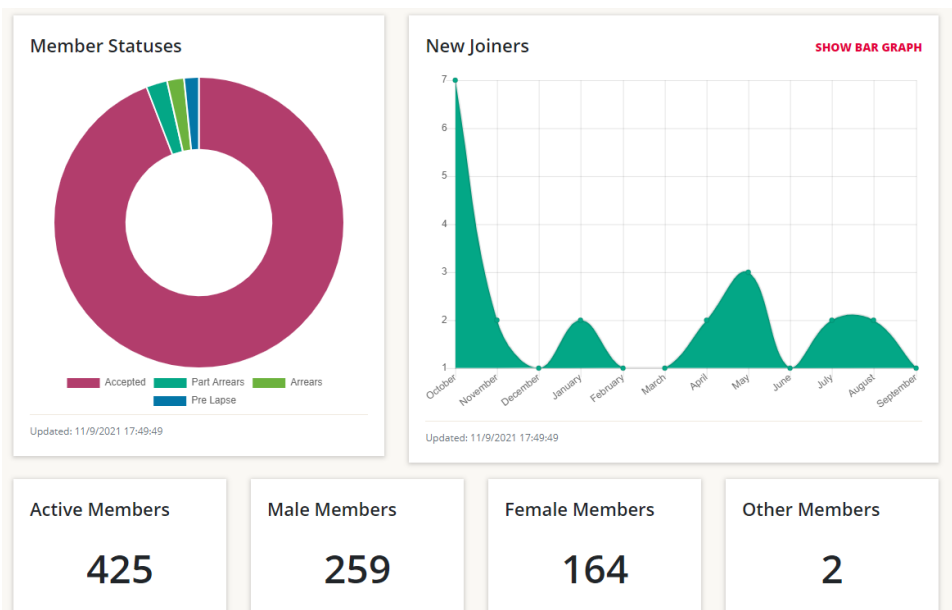 Member Statuses
Accepted Part Arrears Arrears
Pre Lapse
Updated: 11/9/2021 17:49:49
New Joiners
SHOW BAR GRAPH
7
6
5
4
3
2
1
October November December January February March April May June July August September
Updated: 11/9/2021 17:49:49
Active Members
425
Male Members
259
Female Members
164
Other Members
2